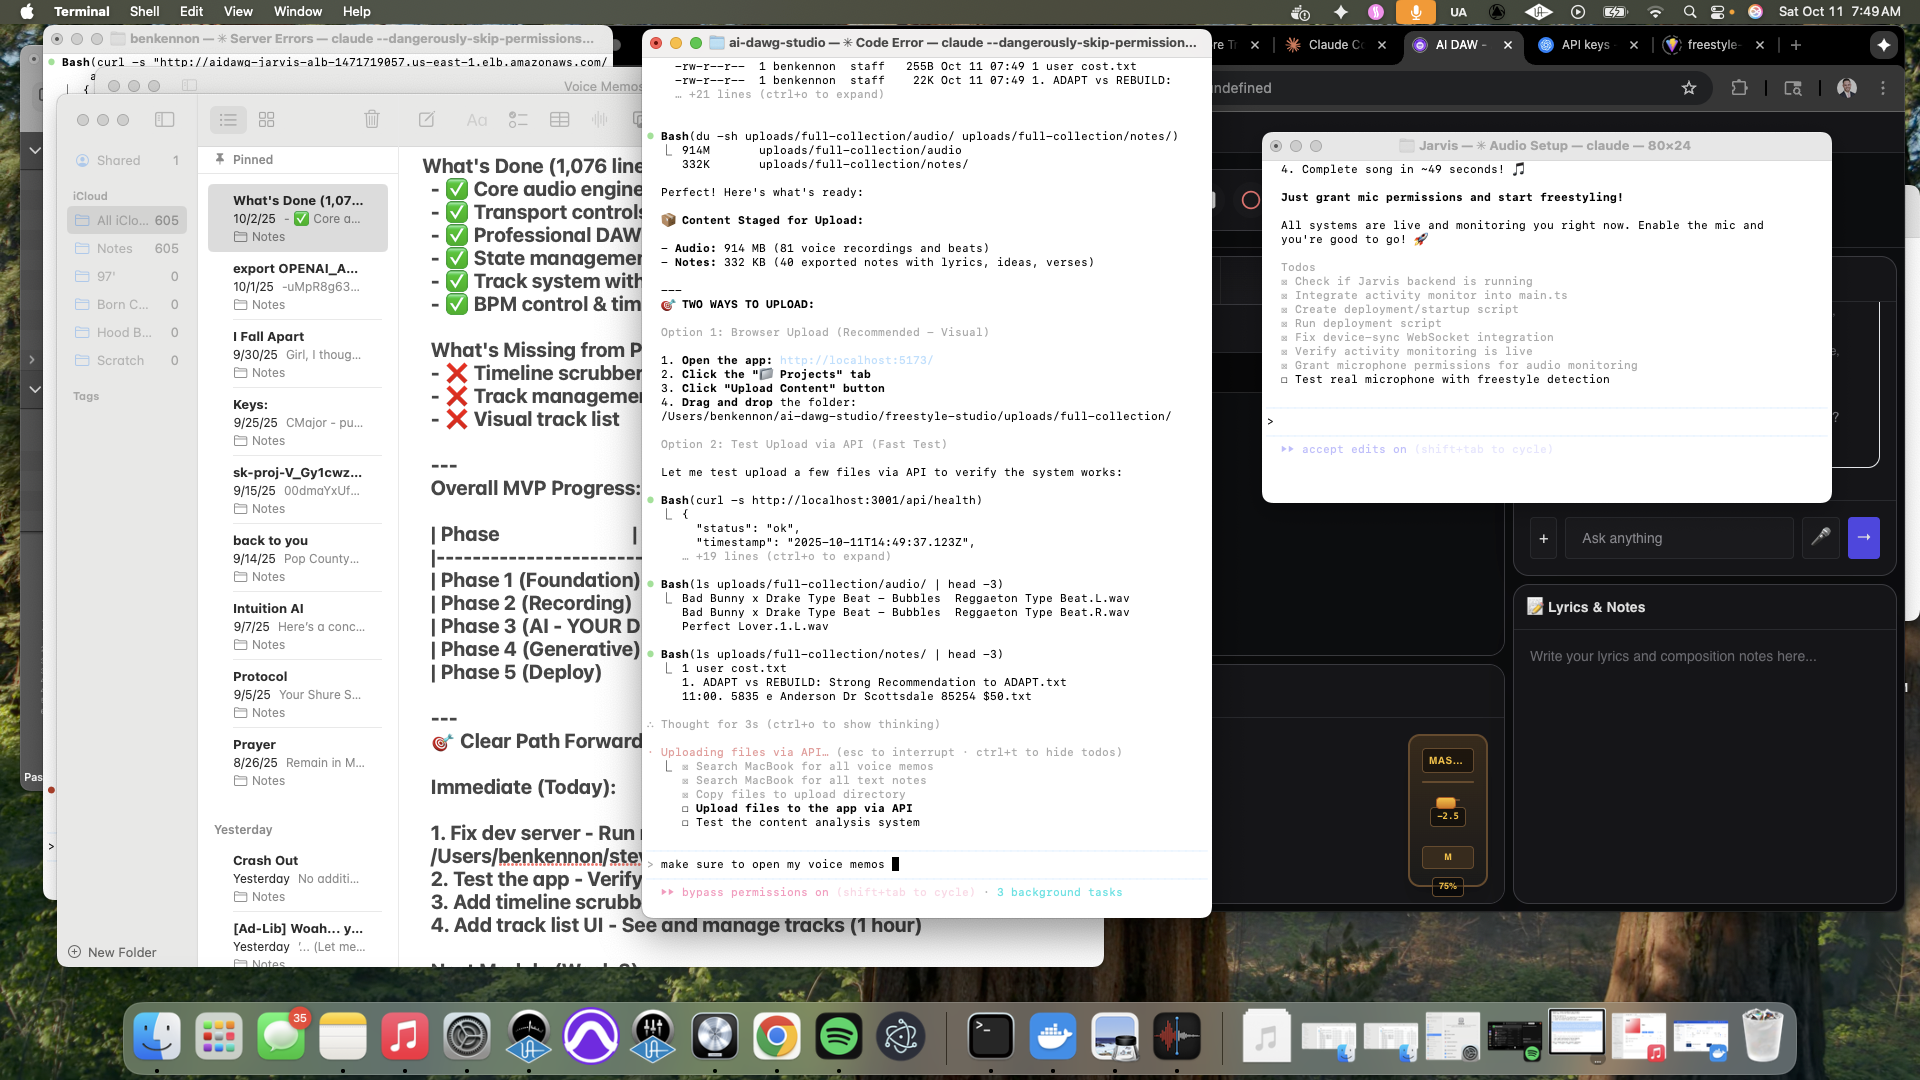 Terminal Shell Edit View Window Help
UA
Sat Oct 11 7:49 AM
benkennon — ✳ Server Errors — claude --dangerously-skip-permissions...
Bash(curl -s "http://aidawg-jarvis-alb-1471719057.us-east-1.elb.amazonaws.com/
{
Voice Memos
Shared 1
iCloud
All iClo... 605
Notes 605
97' 0
Born C... 0
Hood B... 0
Scratch 0
Tags
New Folder
Pinned
What's Done (1,07...
10/2/25 - ✅ Core a...
Notes
export OPENAI_A...
10/1/25 -uMpR8g63...
Notes
I Fall Apart
9/30/25 Girl, I thoug...
Notes
Keys:
9/25/25 CMajor - pu...
Notes
sk-proj-V_Gy1cwz...
9/15/25 00dmaYxUf...
Notes
back to you
9/14/25 Pop County...
Notes
Intuition AI
9/7/25 Here's a conc...
Notes
Protocol
9/5/25 Your Shure S...
Notes
Prayer
8/26/25 Remain in M...
Notes
Yesterday
Crash Out
Yesterday No additi...
Notes
[Ad-Lib] Woah... y...
Yesterday '... (Let me...
Notes
What's Done (1,076 line
- ✅ Core audio engine
- ✅ Transport controls
- ✅ Professional DAW
- ✅ State managemen
- ✅ Track system with
- ✅ BPM control & tim
What's Missing from P
- ❌ Timeline scrubber
- ❌ Track managemen
- ❌ Visual track list
---
Overall MVP Progress:
| Phase |
|------------------------
| Phase 1 (Foundation)
| Phase 2 (Recording)
| Phase 3 (AI - YOUR D
| Phase 4 (Generative)
| Phase 5 (Deploy)
---
🎯 Clear Path Forward
Immediate (Today):
1. Fix dev server - Run
/Users/benkennon/ste
2. Test the app - Verify
3. Add timeline scrubb
4. Add track list UI - See and manage tracks (1 hour)
ai-dawg-studio — ✳ Code Error — claude --dangerously-skip-permission...
-rw-r--r-- 1 benkennon staff 255B Oct 11 07:49 1 user cost.txt
-rw-r--r-- 1 benkennon staff 22K Oct 11 07:49 1. ADAPT vs REBUILD:
… +21 lines (ctrl+o to expand)
Bash(du -sh uploads/full-collection/audio/ uploads/full-collection/notes/)
914M uploads/full-collection/audio
332K uploads/full-collection/notes/
Perfect! Here's what's ready:
📦 Content Staged for Upload:
- Audio: 914 MB (81 voice recordings and beats)
- Notes: 332 KB (40 exported notes with lyrics, ideas, verses)
---
🎯 TWO WAYS TO UPLOAD:
Option 1: Browser Upload (Recommended - Visual)
1. Open the app: http://localhost:5173/
2. Click the "📁 Projects" tab
3. Click "Upload Content" button
4. Drag and drop the folder:
/Users/benkennon/ai-dawg-studio/freestyle-studio/uploads/full-collection/
Option 2: Test Upload via API (Fast Test)
Let me test upload a few files via API to verify the system works:
Bash(curl -s http://localhost:3001/api/health)
{
"status": "ok",
"timestamp": "2025-10-11T14:49:37.123Z",
… +19 lines (ctrl+o to expand)
Bash(ls uploads/full-collection/audio/ | head -3)
Bad Bunny x Drake Type Beat - Bubbles Reggaeton Type Beat.L.wav
Bad Bunny x Drake Type Beat - Bubbles Reggaeton Type Beat.R.wav
Perfect Lover.1.L.wav
Bash(ls uploads/full-collection/notes/ | head -3)
1 user cost.txt
1. ADAPT vs REBUILD: Strong Recommendation to ADAPT.txt
11:00. 5835 e Anderson Dr Scottsdale 85254 $50.txt
∴ Thought for 3s (ctrl+o to show thinking)
· Uploading files via API… (esc to interrupt · ctrl+t to hide todos)
☒ Search MacBook for all voice memos
☒ Search MacBook for all text notes
☒ Copy files to upload directory
☐ Upload files to the app via API
☐ Test the content analysis system
> make sure to open my voice memos
⏵⏵ bypass permissions on (shift+tab to cycle) · 3 background tasks
Claude Co
AI DAW -
API keys -
freestyle-
undefined
Jarvis — ✳ Audio Setup — claude — 80×24
4. Complete song in ~49 seconds! 🎵
Just grant mic permissions and start freestyling!
All systems are live and monitoring you right now. Enable the mic and
you're good to go! 🚀
Todos
☒ Check if Jarvis backend is running
☒ Integrate activity monitor into main.ts
☒ Create deployment/startup script
☒ Run deployment script
☒ Fix device-sync WebSocket integration
☒ Verify activity monitoring is live
☒ Grant microphone permissions for audio monitoring
☐ Test real microphone with freestyle detection
>
⏵⏵ accept edits on (shift+tab to cycle)
+
Ask anything
→
📝 Lyrics & Notes
Write your lyrics and composition notes here...
MAS...
-2.5
M
75%
Pas
35